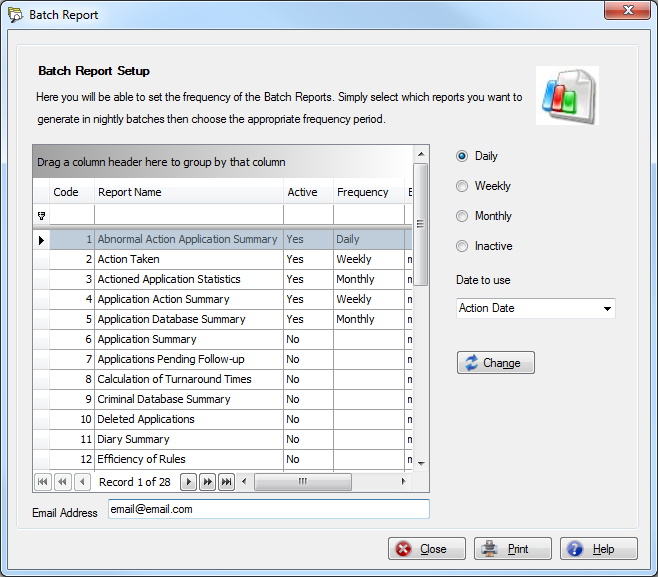 Batch Report
Batch Report Setup
Here you will be able to set the frequency of the Batch Reports. Simply select which reports you want to
generate in nightly batches then choose the appropriate frequency period.
Drag a column header here to group by that column
Code Report Name Active Frequency
1 Abnormal Action Application Summary Yes Daily
2 Action Taken Yes Weekly
3 Actioned Application Statistics Yes Monthly
4 Application Action Summary Yes Weekly
5 Application Database Summary Yes Monthly
6 Application Summary No
7 Applications Pending Follow-up No
8 Calculation of Turnaround Times No
9 Criminal Database Summary No
10 Deleted Applications No
11 Diary Summary No
12 Efficiency of Rules No
Record 1 of 28
Email Address email@email.com
Daily
Weekly
Monthly
Inactive
Date to use
Action Date
Change
Close Print Help